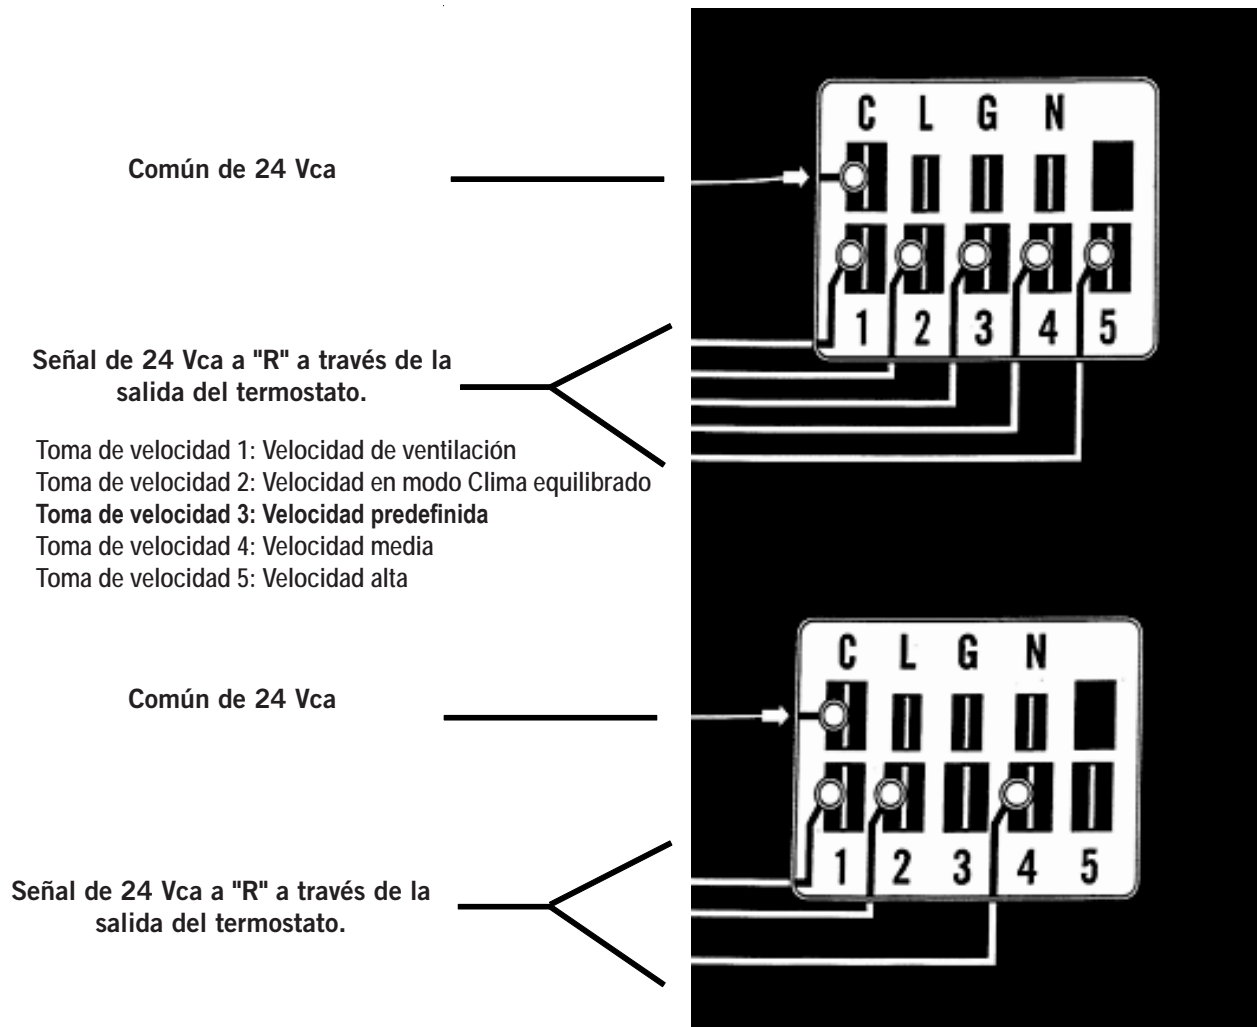 C L G N
Común de 24 Vca
1 2 3 4 5
Señal de 24 Vca a "R" a través de la
salida del termostato.
Toma de velocidad 1: Velocidad de ventilación
Toma de velocidad 2: Velocidad en modo Clima equilibrado
Toma de velocidad 3: Velocidad predefinida
Toma de velocidad 4: Velocidad media
Toma de velocidad 5: Velocidad alta
C L G N
Común de 24 Vca
1 2 3 4 5
Señal de 24 Vca a "R" a través de la
salida del termostato.